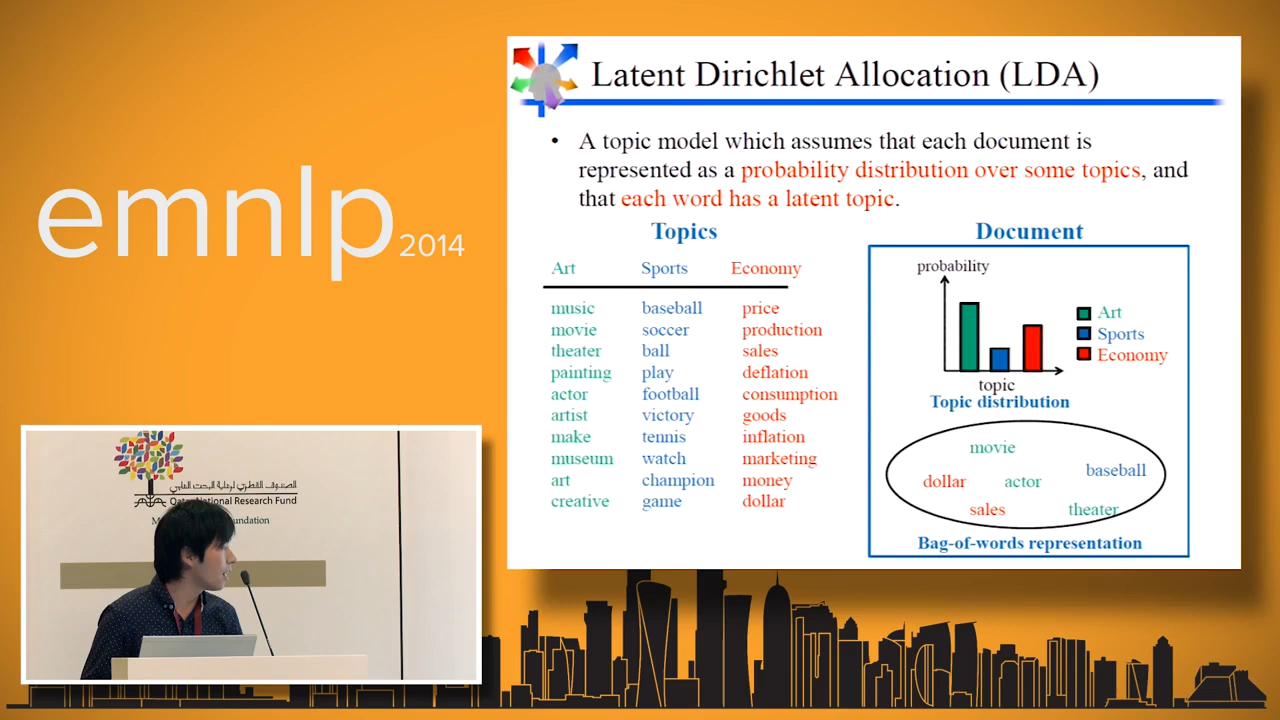 emnlp 2014
Latent Dirichlet Allocation (LDA)
• A topic model which assumes that each document is
represented as a probability distribution over some topics, and
that each word has a latent topic.
Topics
Art Sports Economy
music baseball price
movie soccer production
theater ball sales
painting play deflation
actor football consumption
artist victory goods
make tennis inflation
museum watch marketing
art champion money
creative game dollar
Document
probability
Art
Sports
Economy
topic
Topic distribution
movie
baseball
dollar actor
sales theater
Bag-of-words representation
الصندوق القطري لرعاية البحث العلمي
Qatar National Research Fund